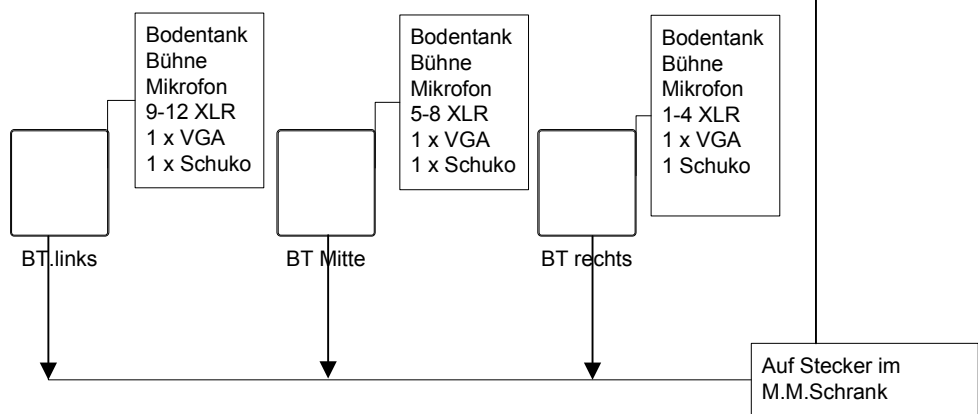 Bodentank
Bühne
Mikrofon
9-12 XLR
1 x VGA
1 x Schuko
Bodentank
Bühne
Mikrofon
5-8 XLR
1 x VGA
1 x Schuko
Bodentank
Bühne
Mikrofon
1-4 XLR
1 x VGA
1 Schuko
BT.links
BT Mitte
BT rechts
Auf Stecker im
M.M.Schrank